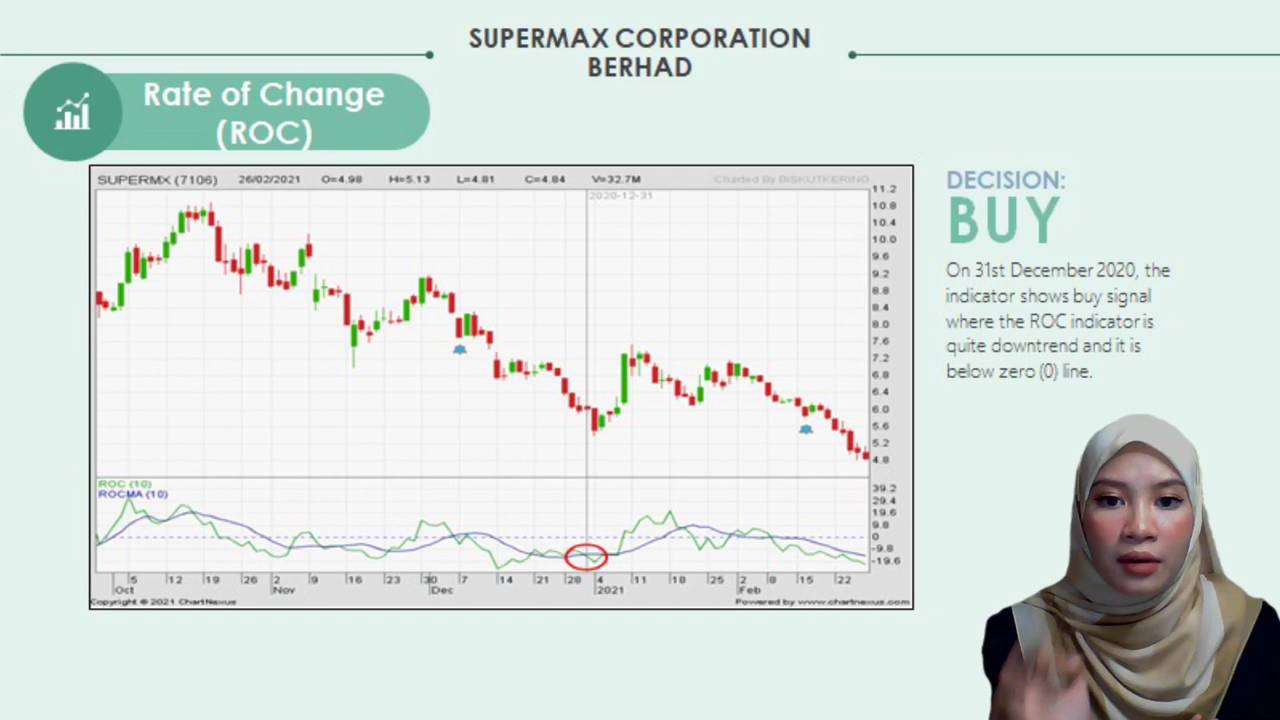 SUPERMAX CORPORATION
BERHAD
Rate of Change
(ROC)
SUPERMX (7106) 26/02/2021 O=4.98 H=5.13 L=4.81 C=4.84 V=32.7M Charted By BISKUTKERING
2020-12-31
11.2
10.8
10.4
10.0
9.6
9.2
8.8
8.4
8.0
7.6
7.2
6.8
6.4
6.0
5.6
5.2
4.8
ROC (10)
ROCMA (10)
39.2
29.4
19.6
9.8
0
-9.8
-19.6
5 12 19 26 2 9 16 23 30 7 14 21 28 4 11 18 25 2 8 15 22
Oct Nov Dec 2021 Feb
Copyright © 2021 ChartNexus Powered by www.chartnexus.com
DECISION:
BUY
On 31st December 2020, the
indicator shows buy signal
where the ROC indicator is
quite downtrend and it is
below zero (0) line.